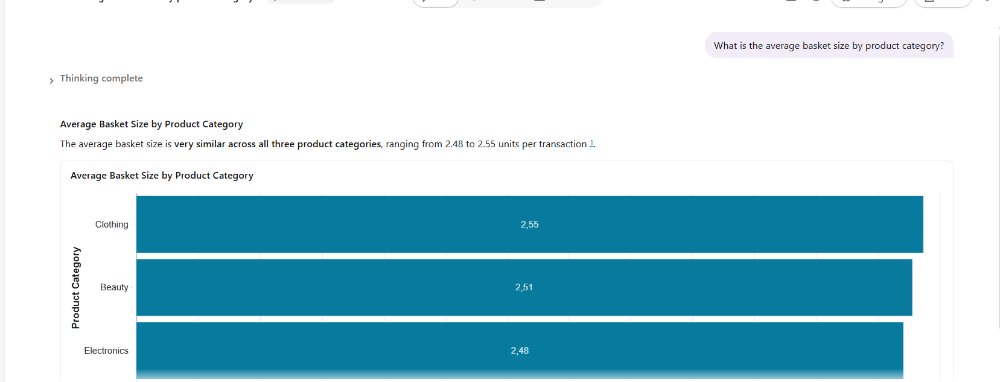 What is the average basket size by product category?
Thinking complete
Average Basket Size by Product Category
The average basket size is very similar across all three product categories, ranging from 2.48 to 2.55 units per transaction 1.
Average Basket Size by Product Category
Product Category
Clothing
2,55
Beauty
2,51
Electronics
2,48